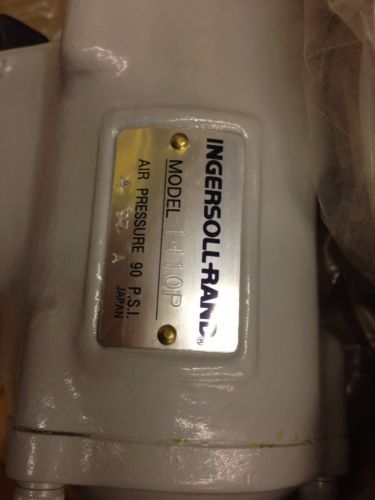 INGERSOLL-RAND®
MODEL 1410P
AIR PRESSURE 90 P.S.I.
JAPAN